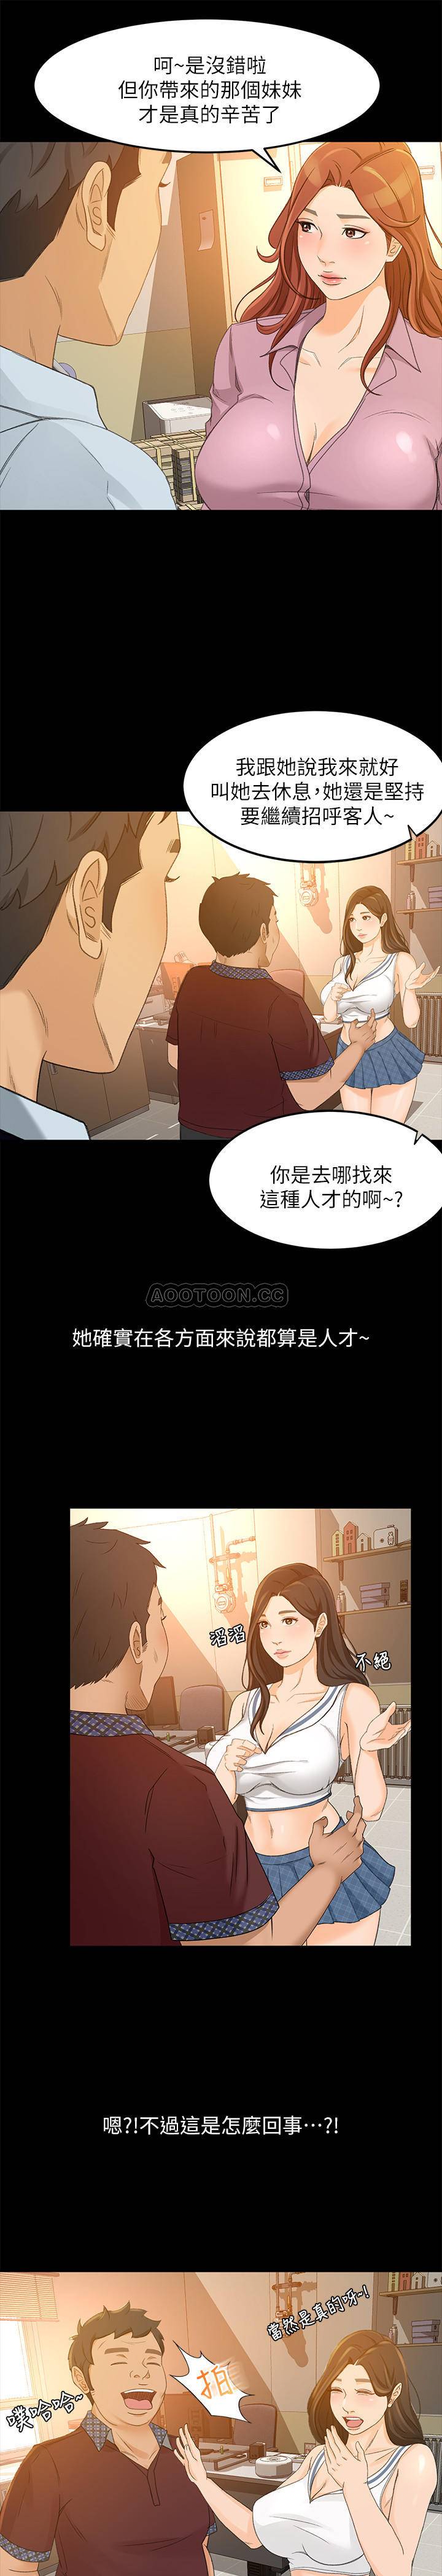 呵~是沒錯啦
但你帶來的那個妹妹
才是真的辛苦了
我跟她說我來就好
叫她去休息,她還是堅持
要繼續招呼客人~
你是去哪找來
這種人才的啊~?
AOOTOON.CC
她確實在各方面來說都算是人才~
滔滔
不絕
嗯?!不過這是怎麼回事…?!
當然是真的呀~!
拍
噗哈哈~